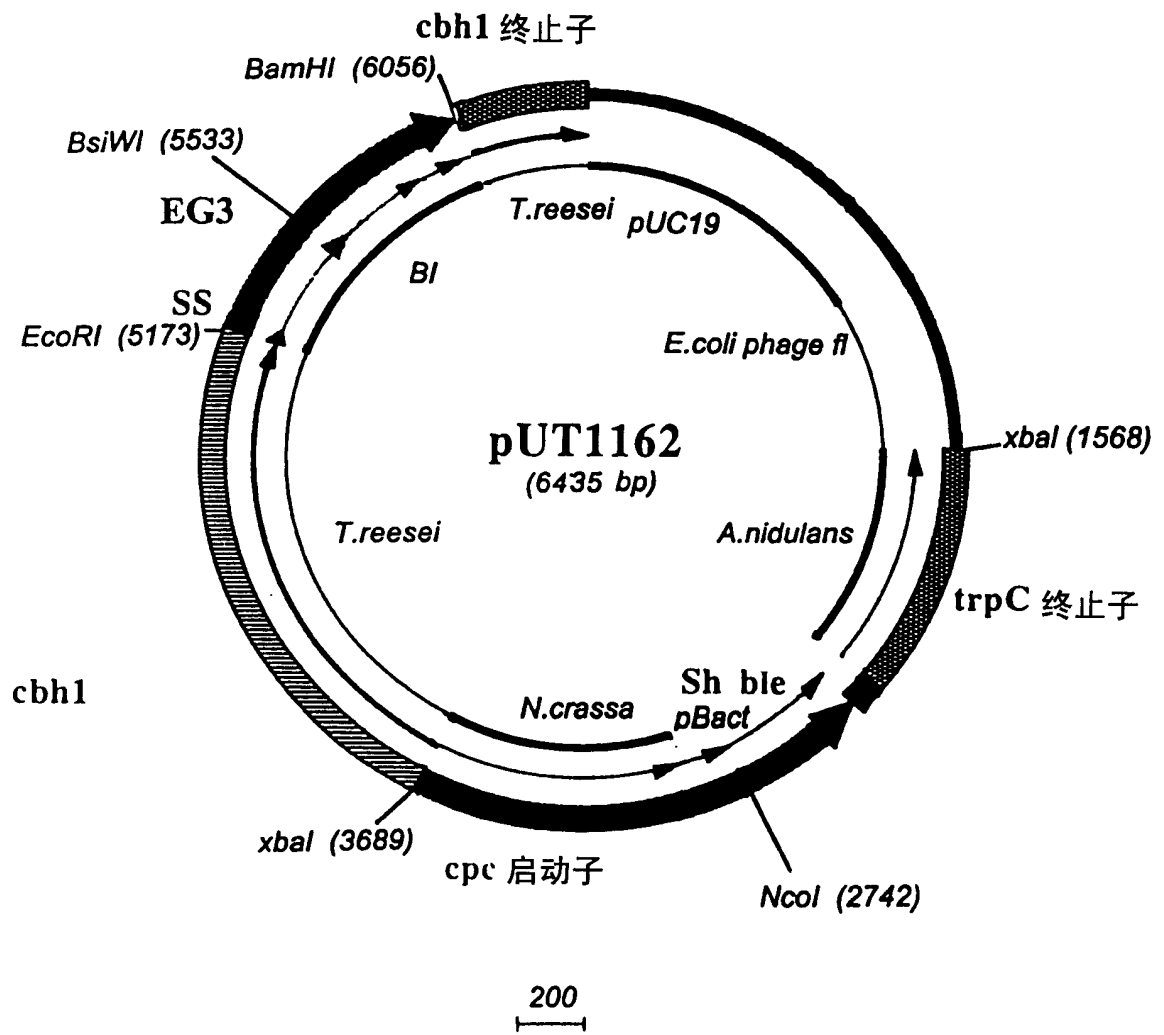 cbh1 终止子
BamHI (6056)
BsiWI (5533)
EG3
T.reesei
pUC19
BI
SS
EcoRI (5173)
E.coli phage fl
pUT1162
(6435 bp)
xbaI (1568)
T.reesei
A.nidulans
trpC 终止子
cbh1
Sh ble
N.crassa
pBact
xbaI (3689)
cpc 启动子
NcoI (2742)
200